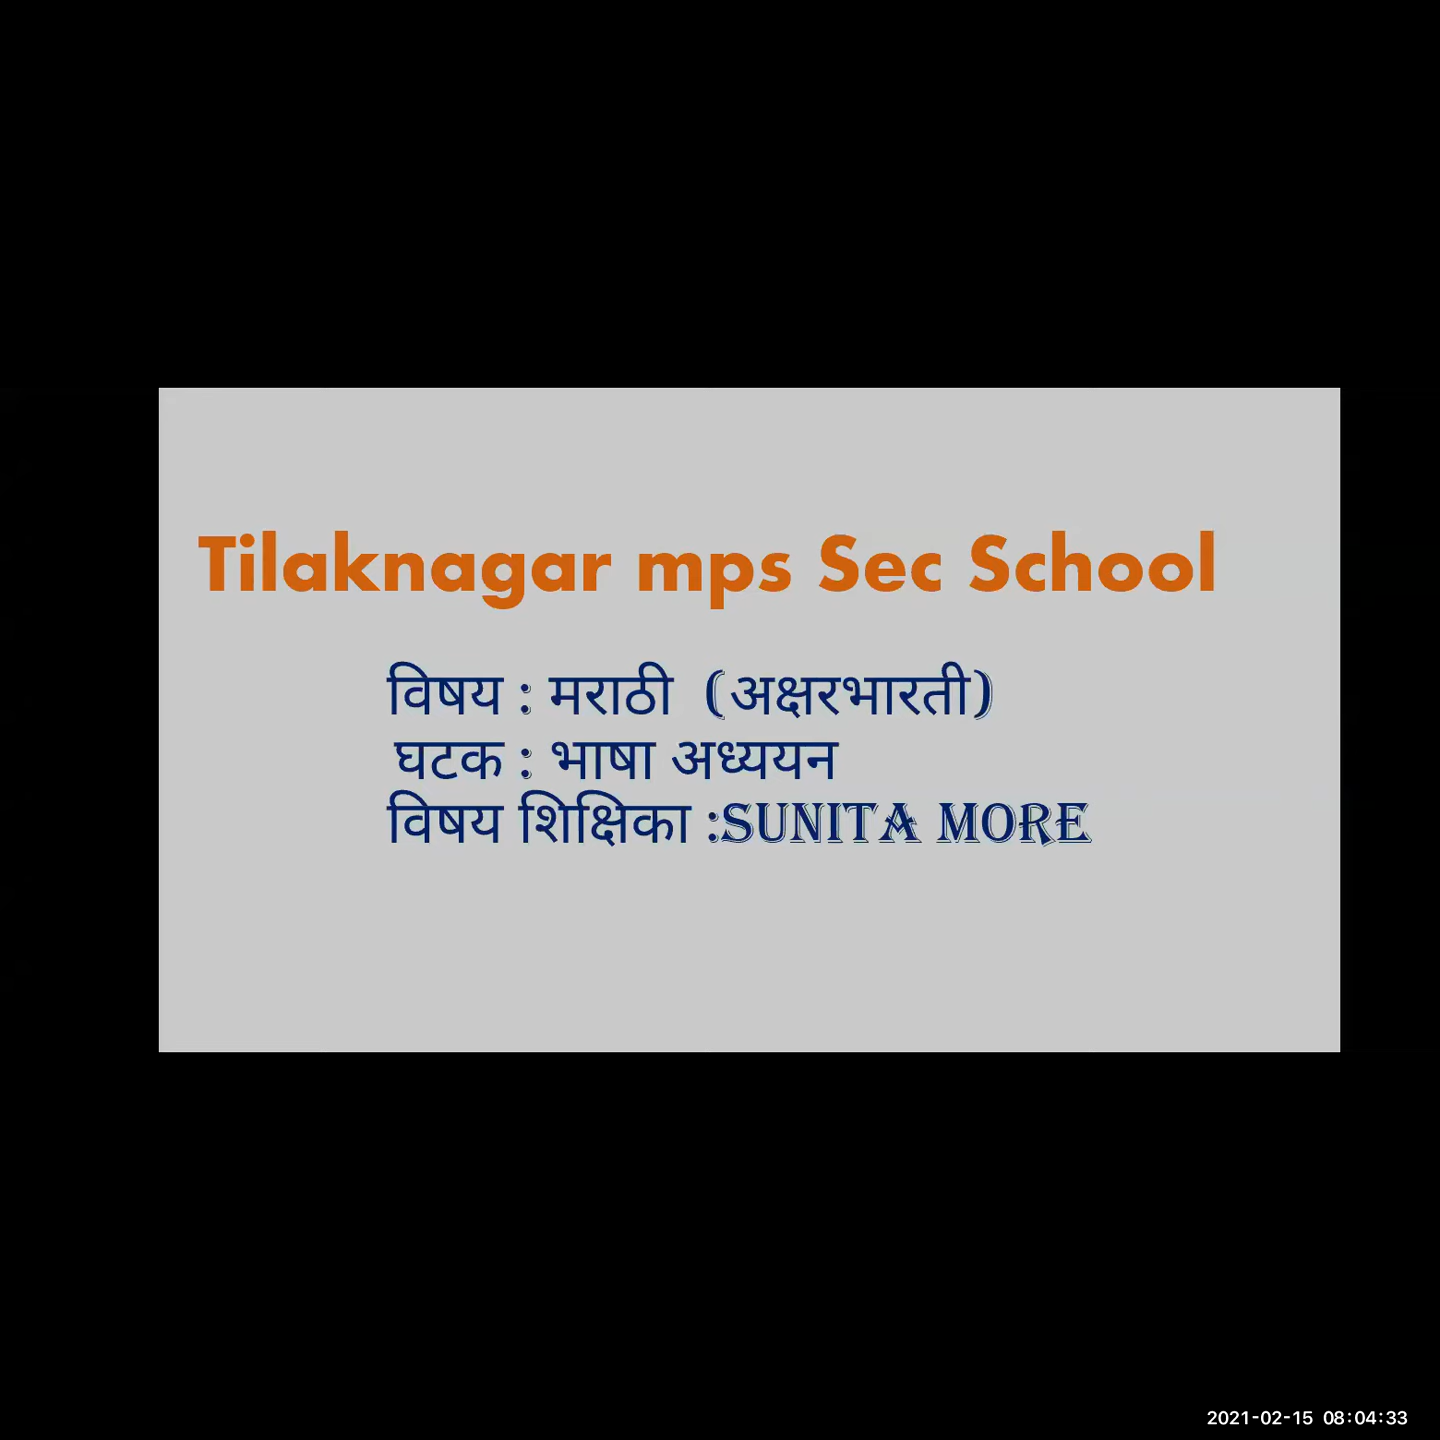 Tilaknagar mps Sec School
विषय : मराठी (अक्षरभारती)
घटक : भाषा अध्ययन
विषय शिक्षिका :SUNITA MORE
2021-02-15 08:04:33